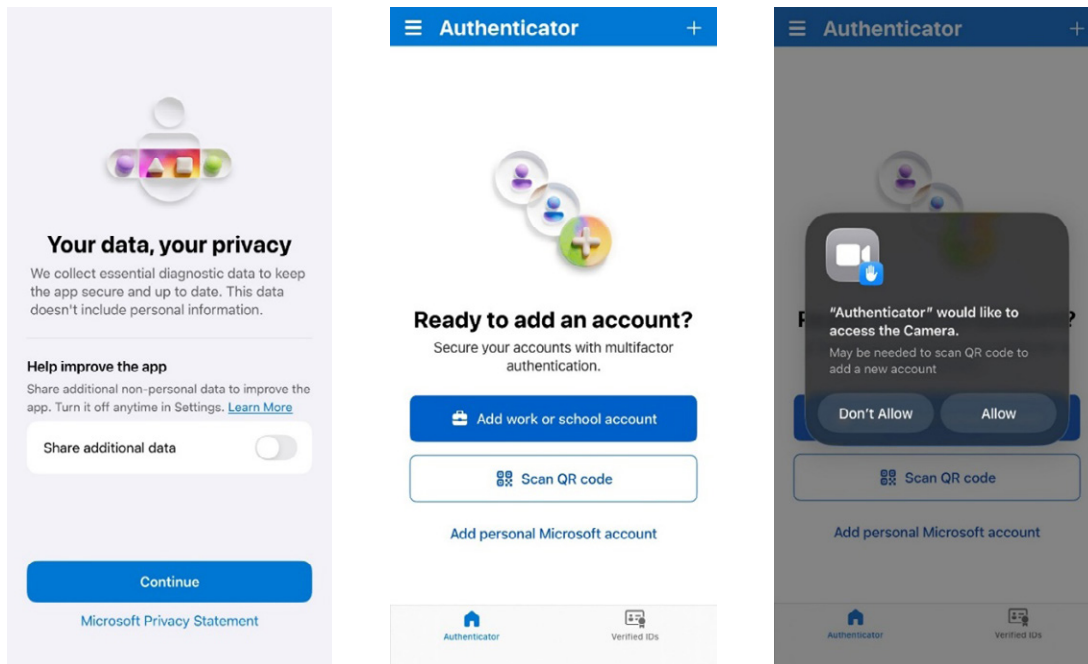 Your data, your privacy
We collect essential diagnostic data to keep
the app secure and up to date. This data
doesn't include personal information.
Help improve the app
Share additional non-personal data to improve the
app. Turn it off anytime in Settings. Learn More
Share additional data
Continue
Microsoft Privacy Statement
Authenticator
Ready to add an account?
Secure your accounts with multifactor
authentication.
Add work or school account
Scan QR code
Add personal Microsoft account
Authenticator
Verified IDs
Authenticator
"Authenticator" would like to
access the Camera.
May be needed to scan QR code to
add a new account
Don't Allow
Allow
Scan QR code
Add personal Microsoft account
Authenticator
Verified IDs